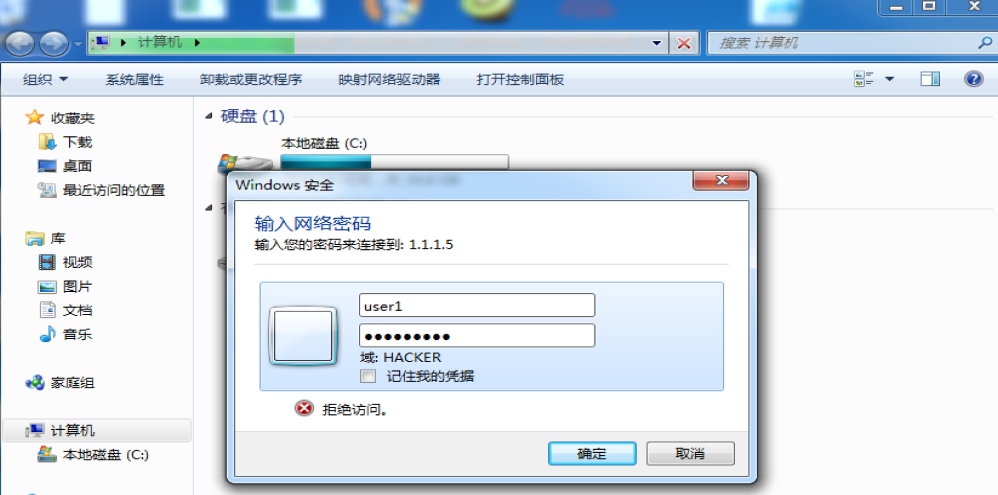 计算机
搜索 计算机
组织 系统属性 卸载或更改程序 映射网络驱动器 打开控制面板
收藏夹
下载
桌面
最近访问的位置
库
视频
图片
文档
音乐
家庭组
计算机
本地磁盘 (C:)
硬盘 (1)
本地磁盘 (C:)
Windows 安全
输入网络密码
输入您的密码来连接到: 1.1.1.5
user1
域: HACKER
记住我的凭据
拒绝访问。
确定 取消